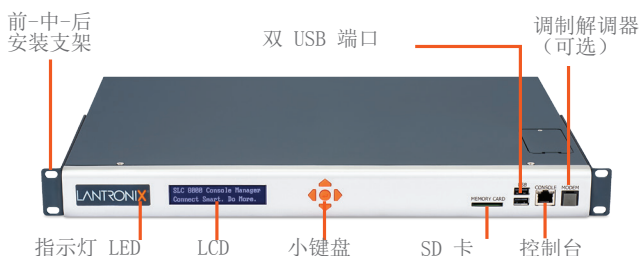 前-中-后
安装支架
双 USB 端口
调制解调器
（可选）
LANTRONIX
SLC 8000 Console Manager
Connect Smart. Do More.
USB
CONSOLE
MODEM
MEMORY CARD
指示灯 LED
LCD
小键盘
SD 卡
控制台